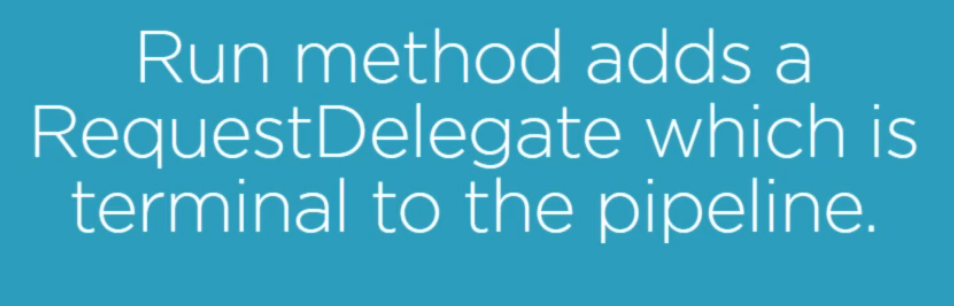 Run method adds a
RequestDelegate which is
terminal to the pipeline.